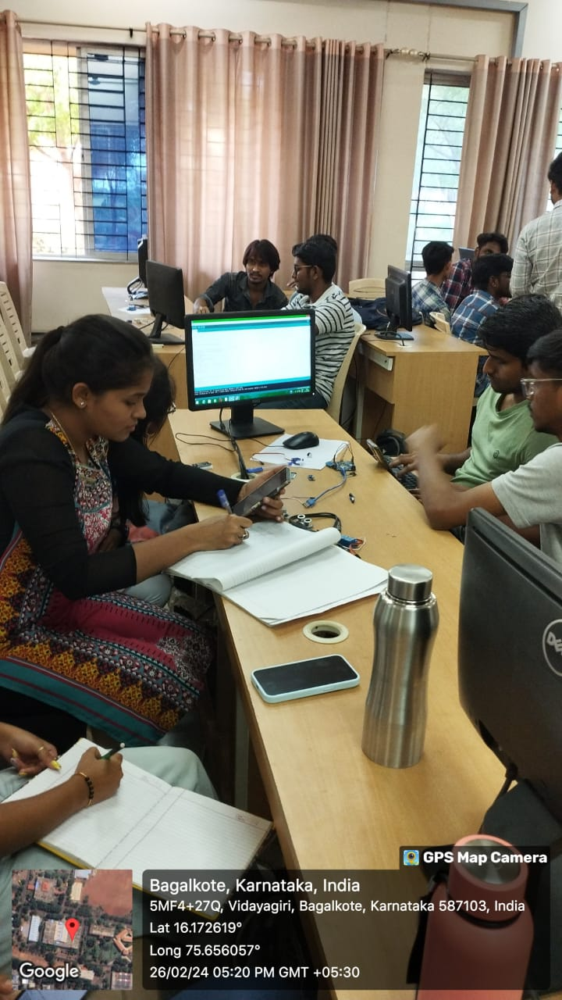 DELL
GPS Map Camera
Bagalkote, Karnataka, India
5MF4+27Q, Vidayagiri, Bagalkote, Karnataka 587103, India
Lat 16.172619°
Long 75.656057°
26/02/24 05:20 PM GMT +05:30
Google